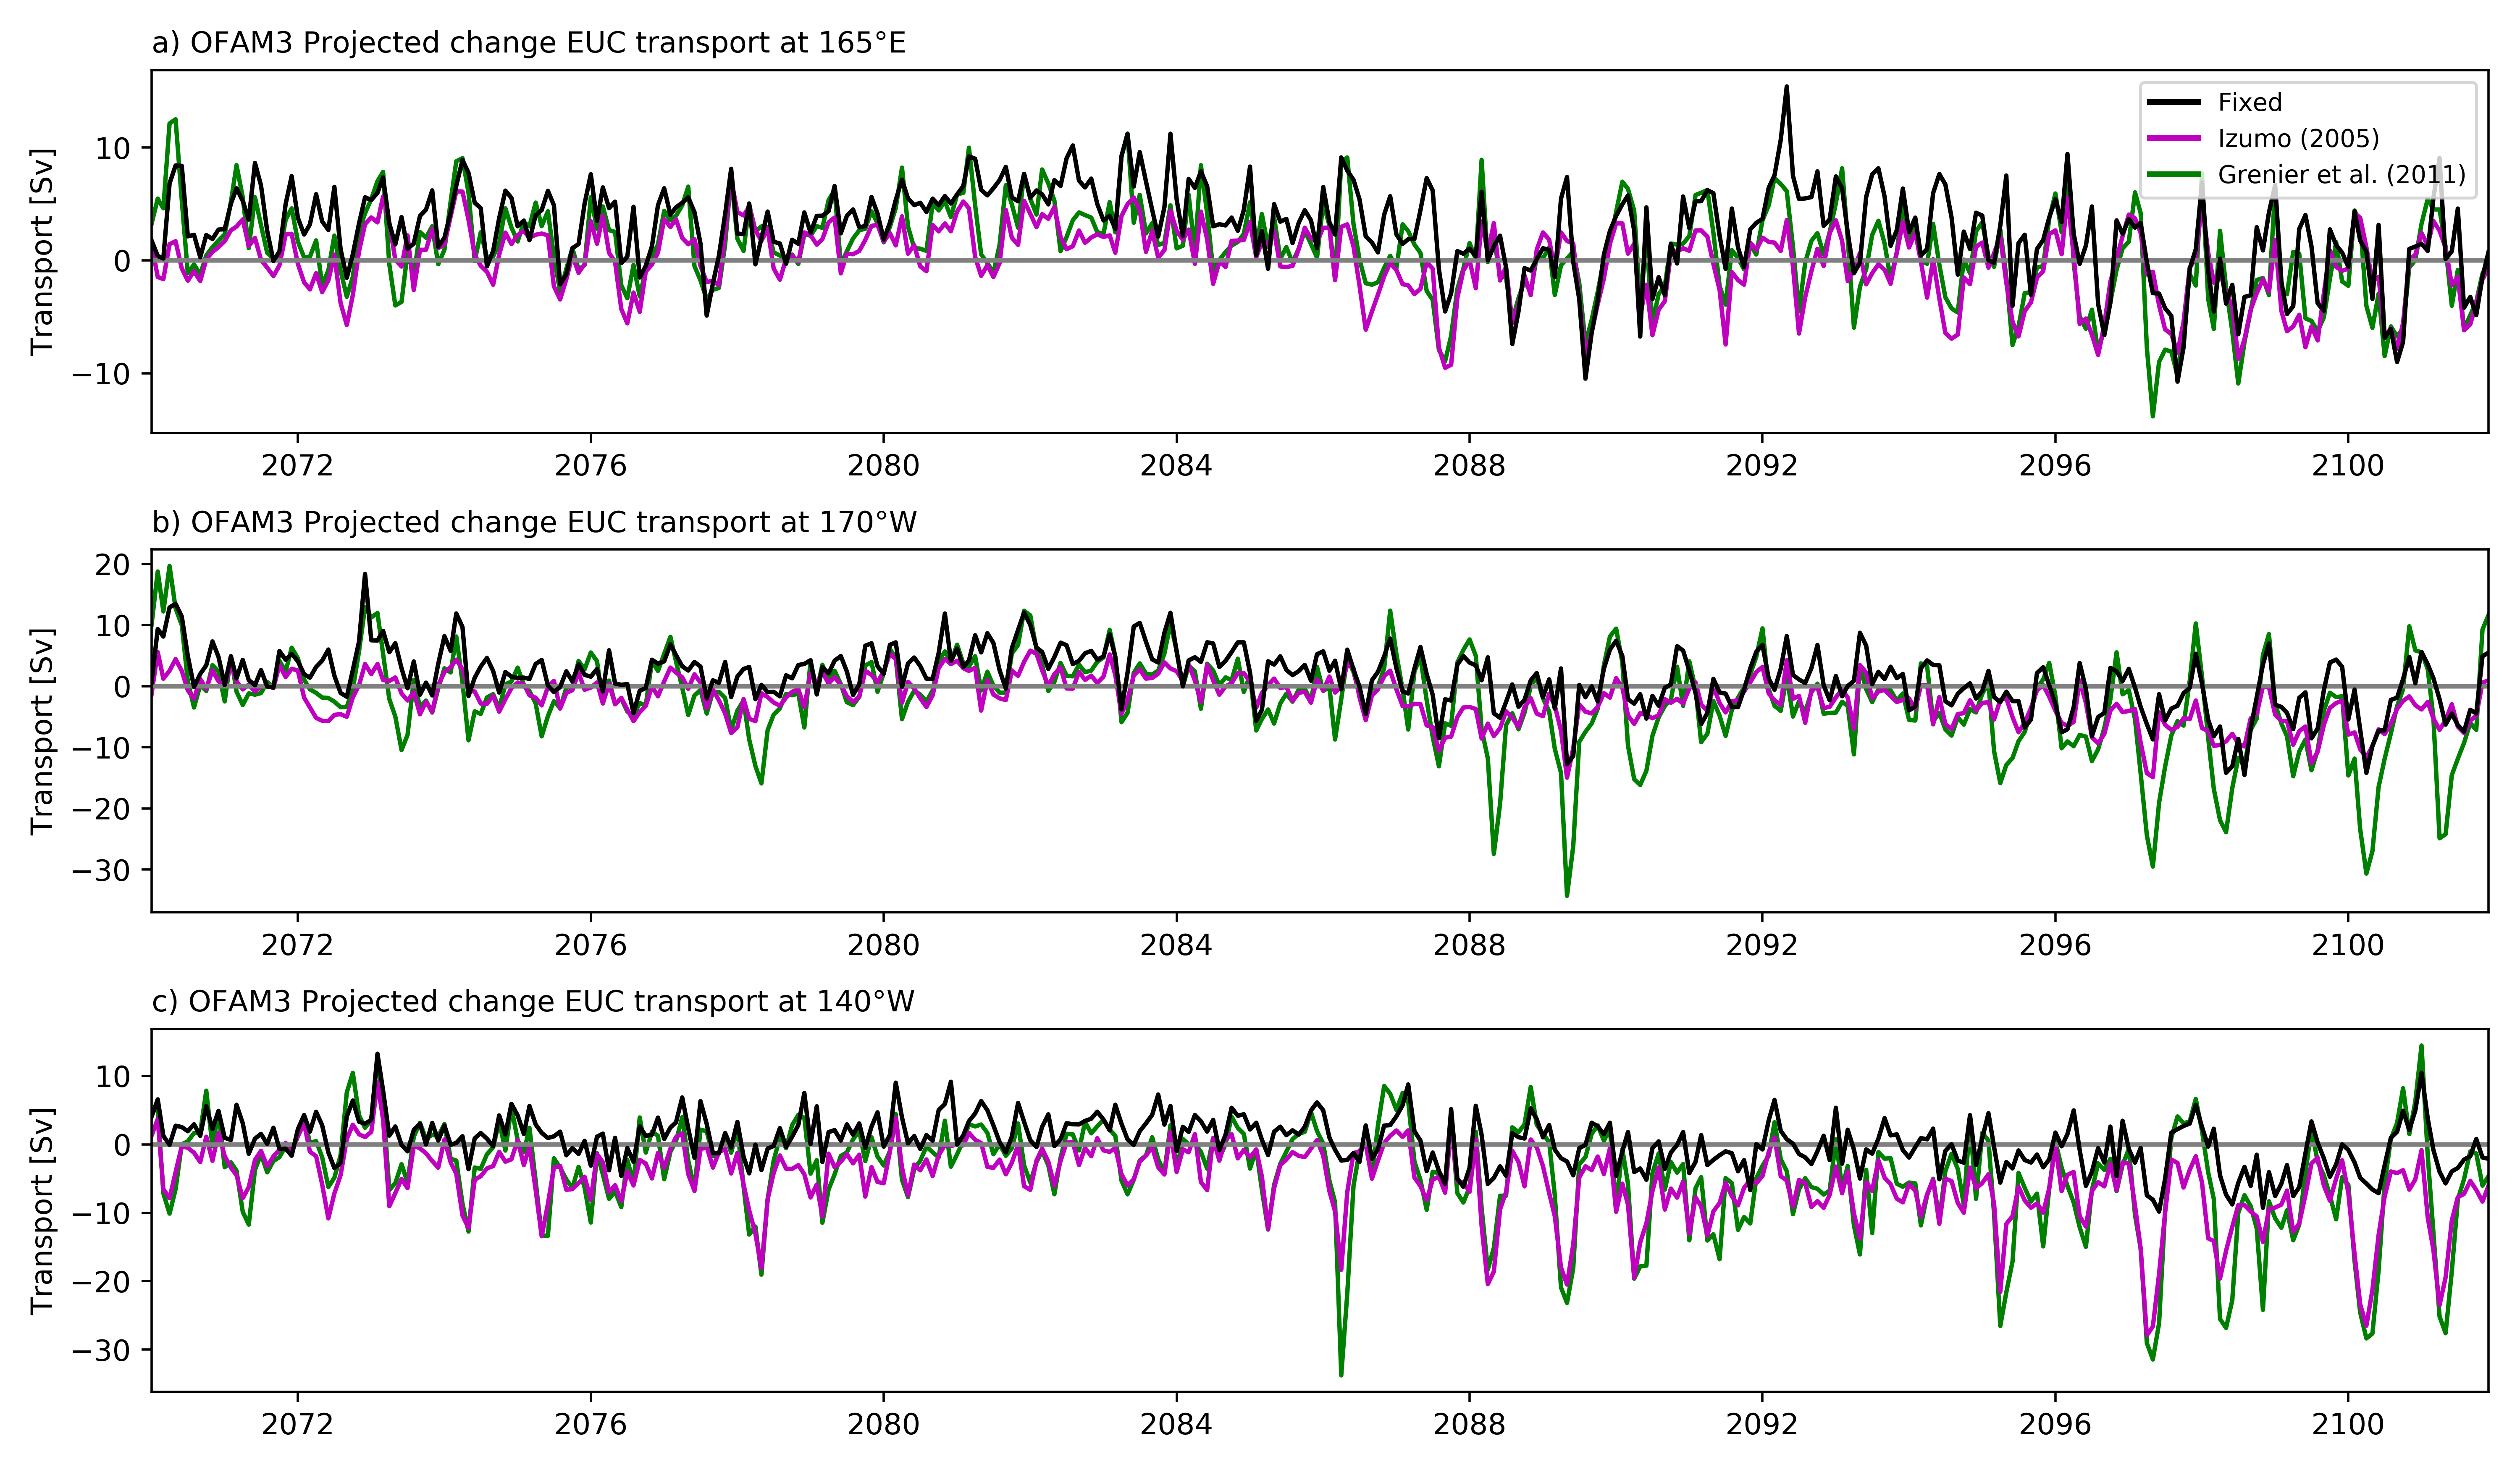 a) OFAM3 Projected change EUC transport at 165°E
Transport [Sv]
10
0
−10
Fixed
Izumo (2005)
Grenier et al. (2011)
2072 2076 2080 2084 2088 2092 2096 2100
b) OFAM3 Projected change EUC transport at 170°W
Transport [Sv]
20
10
0
−10
−20
−30
2072 2076 2080 2084 2088 2092 2096 2100
c) OFAM3 Projected change EUC transport at 140°W
Transport [Sv]
10
0
−10
−20
−30
2072 2076 2080 2084 2088 2092 2096 2100